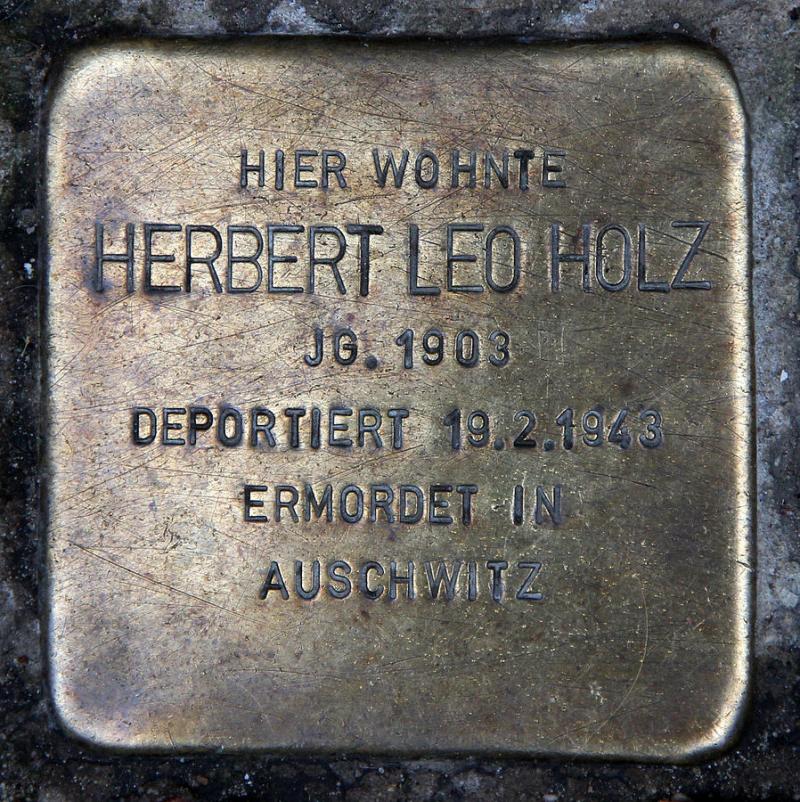 HIER WOHNTE
HERBERT LEO HOLZ
JG. 1903
DEPORTIERT 19.2.1943
ERMORDET IN
AUSCHWITZ